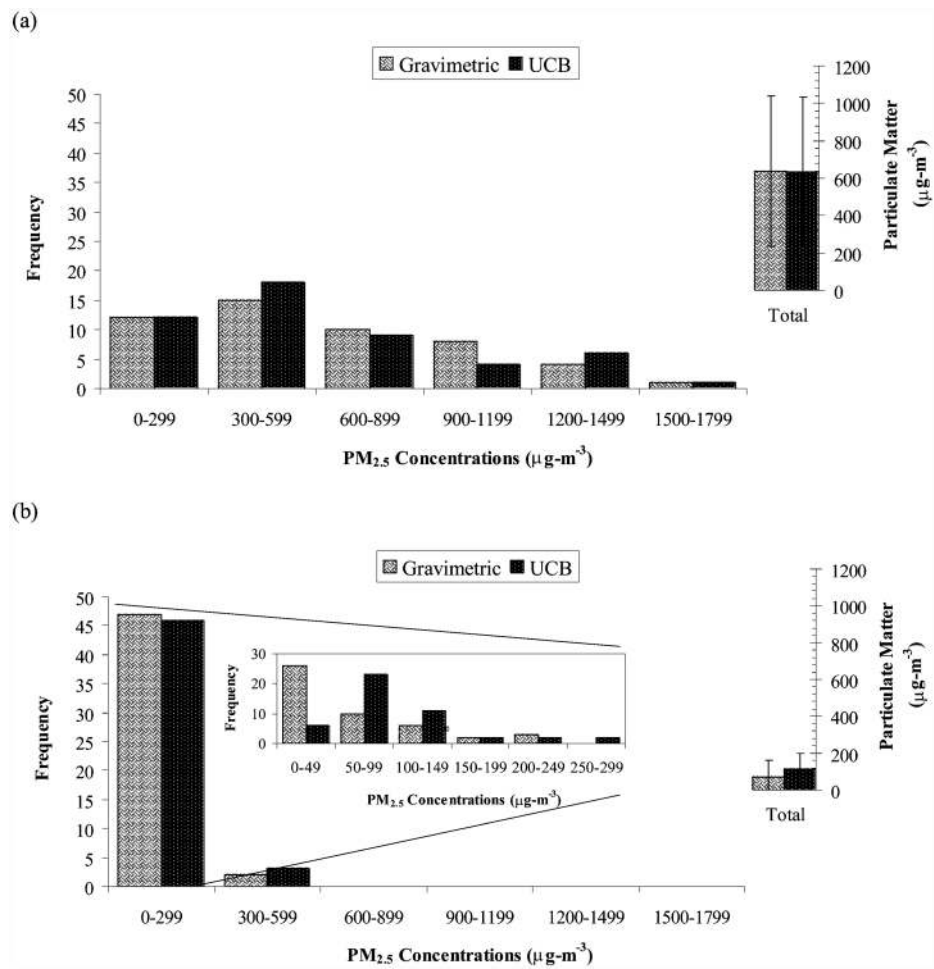 (a)
Gravimetric UCB
50
45
40
35
30
25
20
15
10
5
0
Frequency
0-299 300-599 600-899 900-1199 1200-1499 1500-1799
PM2.5 Concentrations (µg-m-3)
1200
1000
800
600
400
200
0
Particulate Matter
(µg-m-3)
Total
(b)
Gravimetric UCB
50
45
40
35
30
25
20
15
10
5
0
Frequency
30
20
10
0
Frequency
0-49 50-99 100-149 150-199 200-249 250-299
PM2.5 Concentrations (µg-m-3)
0-299 300-599 600-899 900-1199 1200-1499 1500-1799
PM2.5 Concentrations (µg-m-3)
1200
1000
800
600
400
200
0
Particulate Matter
(µg-m-3)
Total